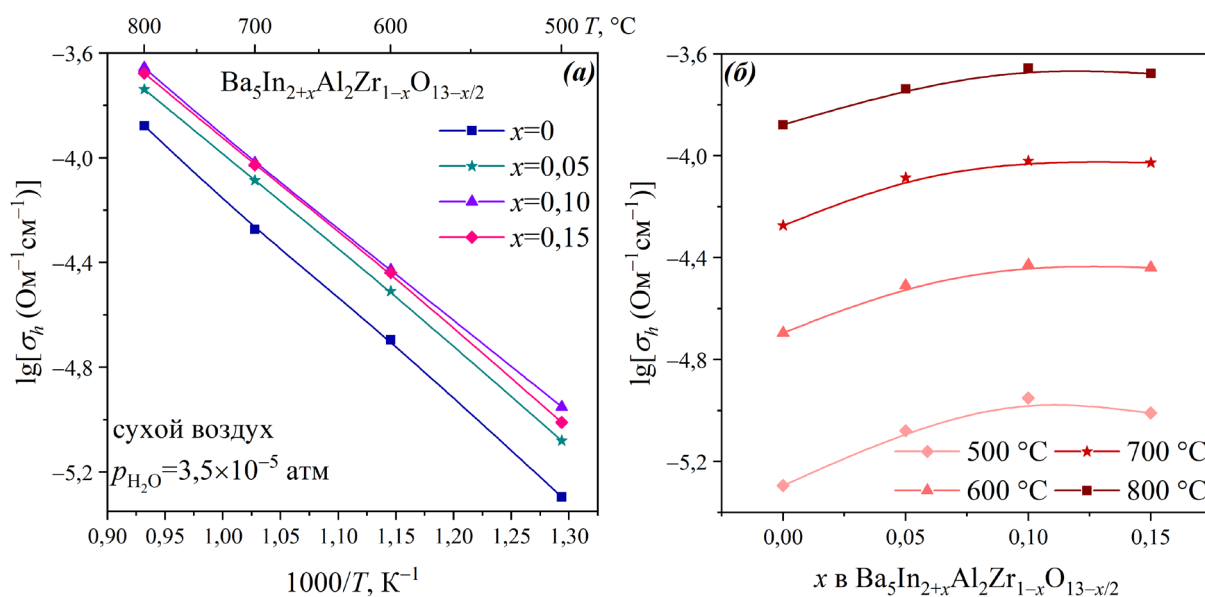 800 700 600 500 T, °C
(а)
Ba₅In₂₊ₓAl₂Zr₁₋ₓO₁₃₋ₓ/₂
x=0
x=0,05
x=0,10
x=0,15
−3,6
−4,0
−4,4
−4,8
−5,2
lg[σₕ (Ом⁻¹см⁻¹)]
сухой воздух
p_H₂O=3,5×10⁻⁵ атм
0,90 0,95 1,00 1,05 1,10 1,15 1,20 1,25 1,30
1000/T, К⁻¹
(б)
−3,6
−4,0
−4,4
−4,8
−5,2
lg[σₕ (Ом⁻¹см⁻¹)]
500 °C 700 °C
600 °C 800 °C
0,00 0,05 0,10 0,15
x в Ba₅In₂₊ₓAl₂Zr₁₋ₓO₁₃₋ₓ/₂